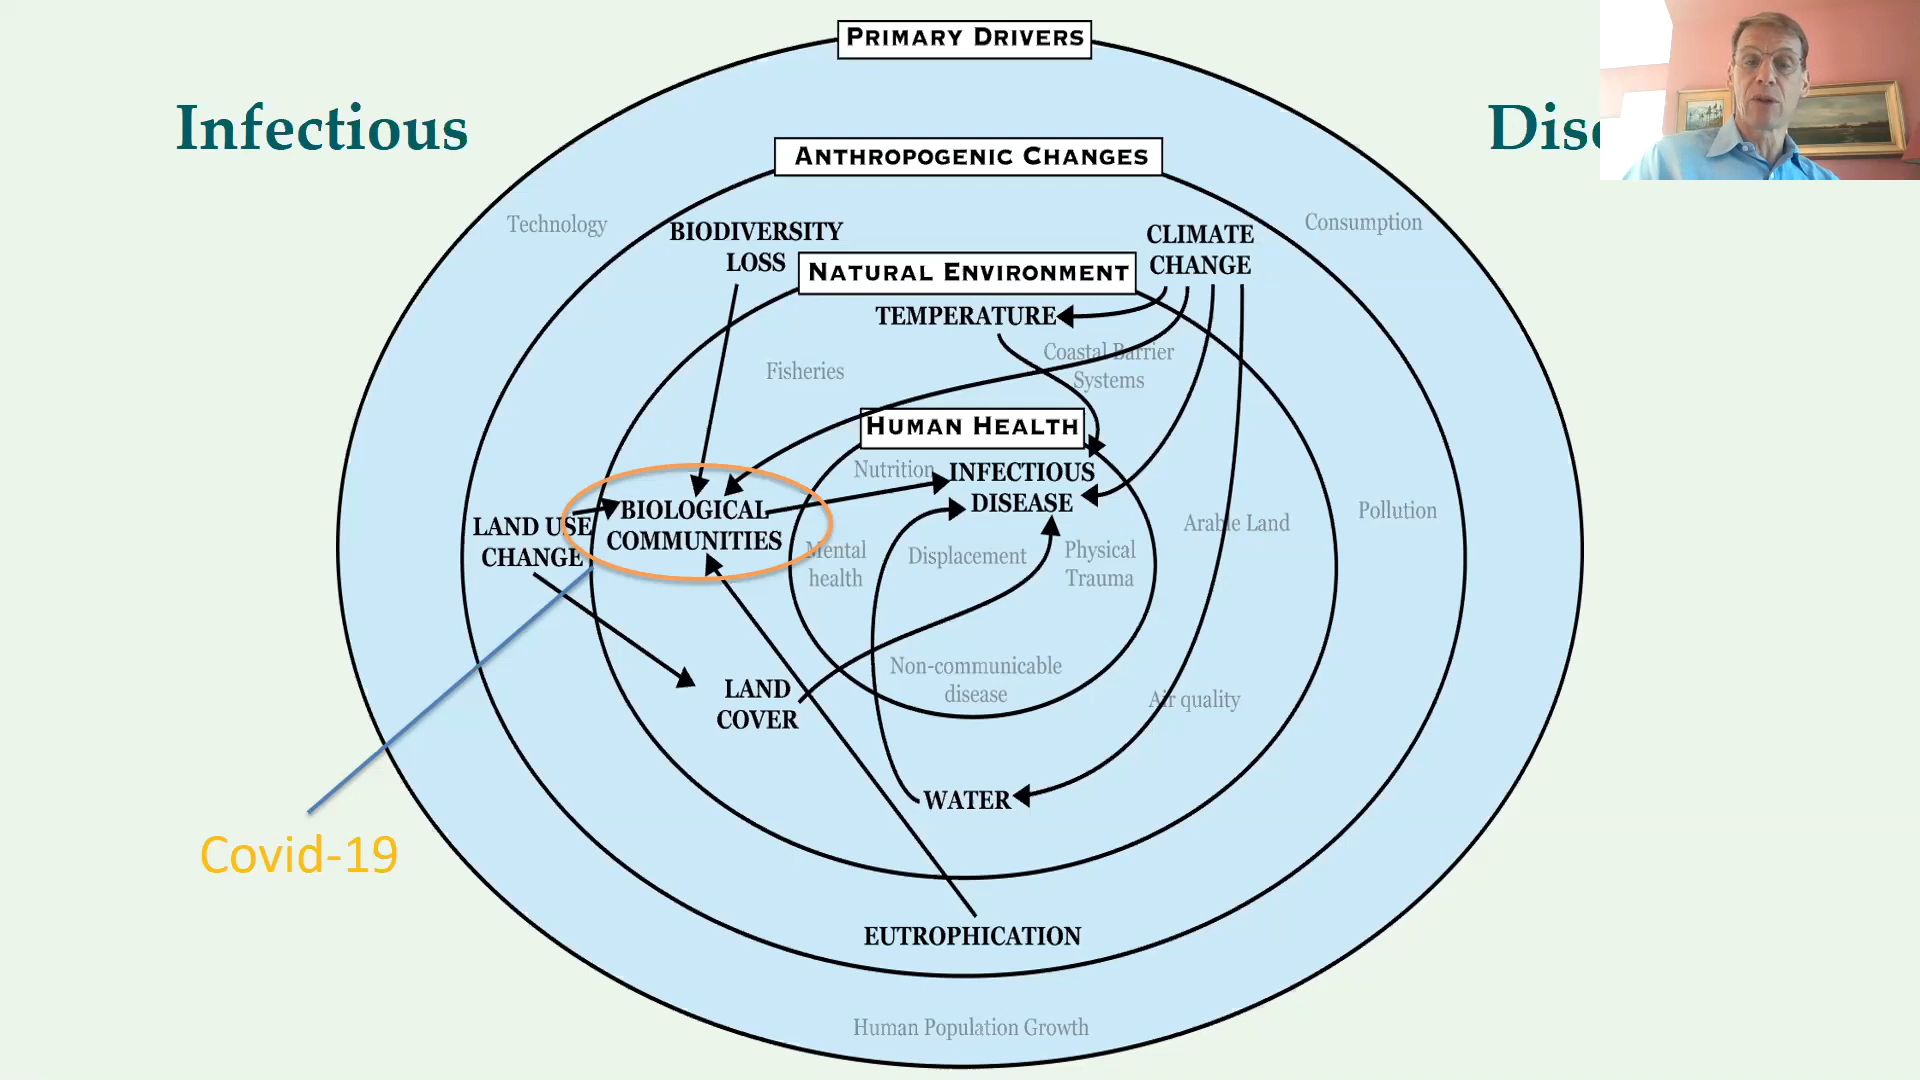 PRIMARY DRIVERS
Infectious
ANTHROPOGENIC CHANGES
Technology
Consumption
BIODIVERSITY
LOSS
CLIMATE
CHANGE
NATURAL ENVIRONMENT
TEMPERATURE
Coastal Barrier
Systems
Fisheries
HUMAN HEALTH
Nutrition
INFECTIOUS
DISEASE
BIOLOGICAL
COMMUNITIES
LAND USE
CHANGE
Mental
health
Displacement
Physical
Trauma
Arable Land
Pollution
Non-communicable
disease
LAND
COVER
Air quality
WATER
Covid-19
EUTROPHICATION
Human Population Growth